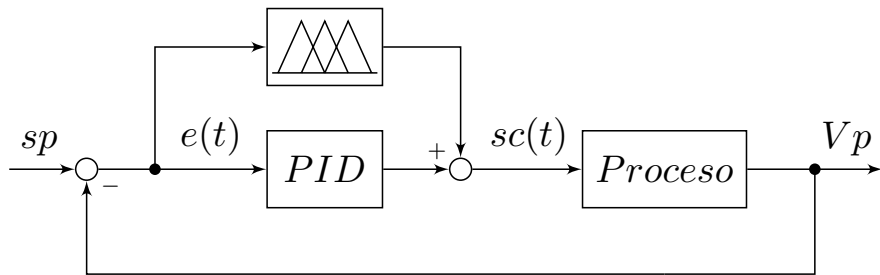 sp
e(t)
sc(t)
Vp
−
PID
+
Proceso